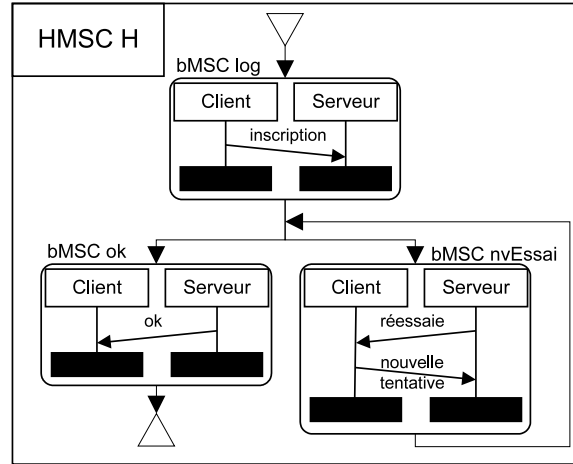 HMSC H
bMSC log
Client Serveur
inscription
bMSC ok
Client Serveur
ok
bMSC nvEssai
Client Serveur
réessaie
nouvelle
tentative